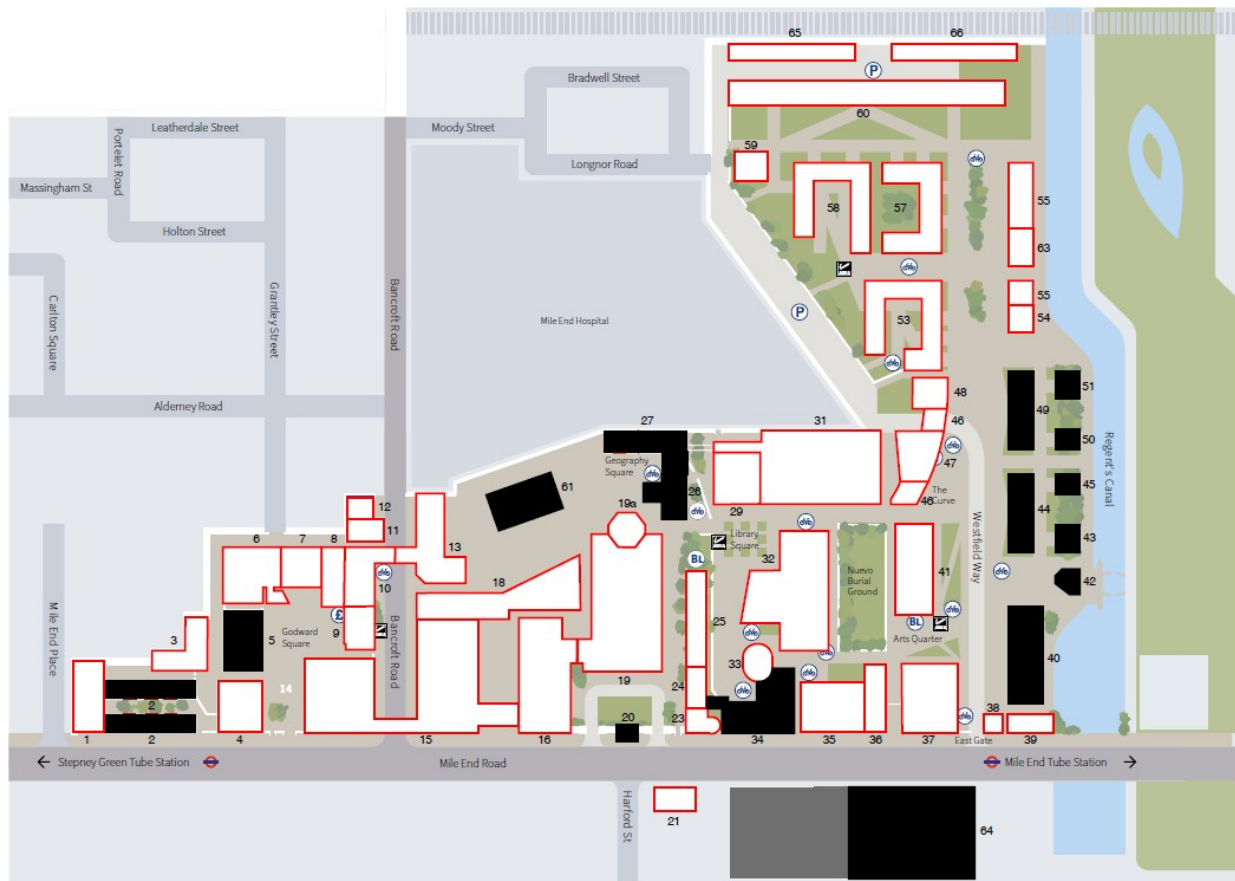 65
66
P
Bradwell Street
60
Leatherdale Street
Moody Street
Portelet Road
59
Longnor Road
Massingham St
58
57
55
Holton Street
63
Carlton Square
Grantley Street
Bancroft Road
P
55
Mile End Hospital
53
54
51
48
49
Alderney Road
46
27
31
50
Geography
Square
47
Regent's Canal
61
26
The
Curve
46
45
12
19a
29
44
11
Library
Square
43
6
7
8
13
32
Westfield Way
BL
Nuevo
Burial
Ground
41
42
10
18
£
25
BL
Mile End Place
3
5
Godward
Square
9
Bancroft Road
Arts Quarter
40
33
2
14
19
24
20
23
38
1
2
4
15
16
34
35
36
37
East Gate
39
Stepney Green Tube Station
Mile End Road
Mile End Tube Station
Harford St
21
64